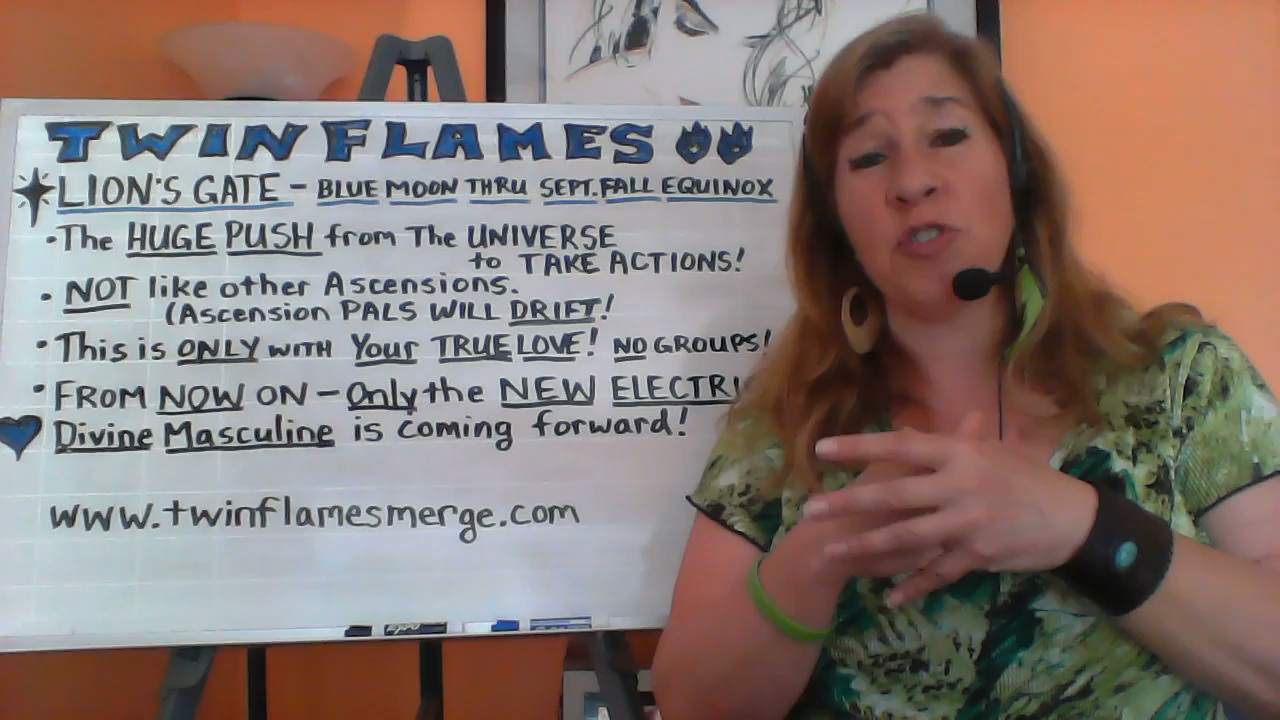 TWIN FLAMES
LION'S GATE - BLUE MOON THRU SEPT. FALL EQUINOX
• The HUGE PUSH from The UNIVERSE
to TAKE ACTIONS!
• NOT like other Ascensions.
(Ascension PALS WILL DRIFT!
• This is ONLY WITH Your TRUE LOVE! NO GROUPS!
• FROM NOW ON - Only the NEW
Divine Masculine is coming forward!
www.twinflamesmerge.com
EXPO